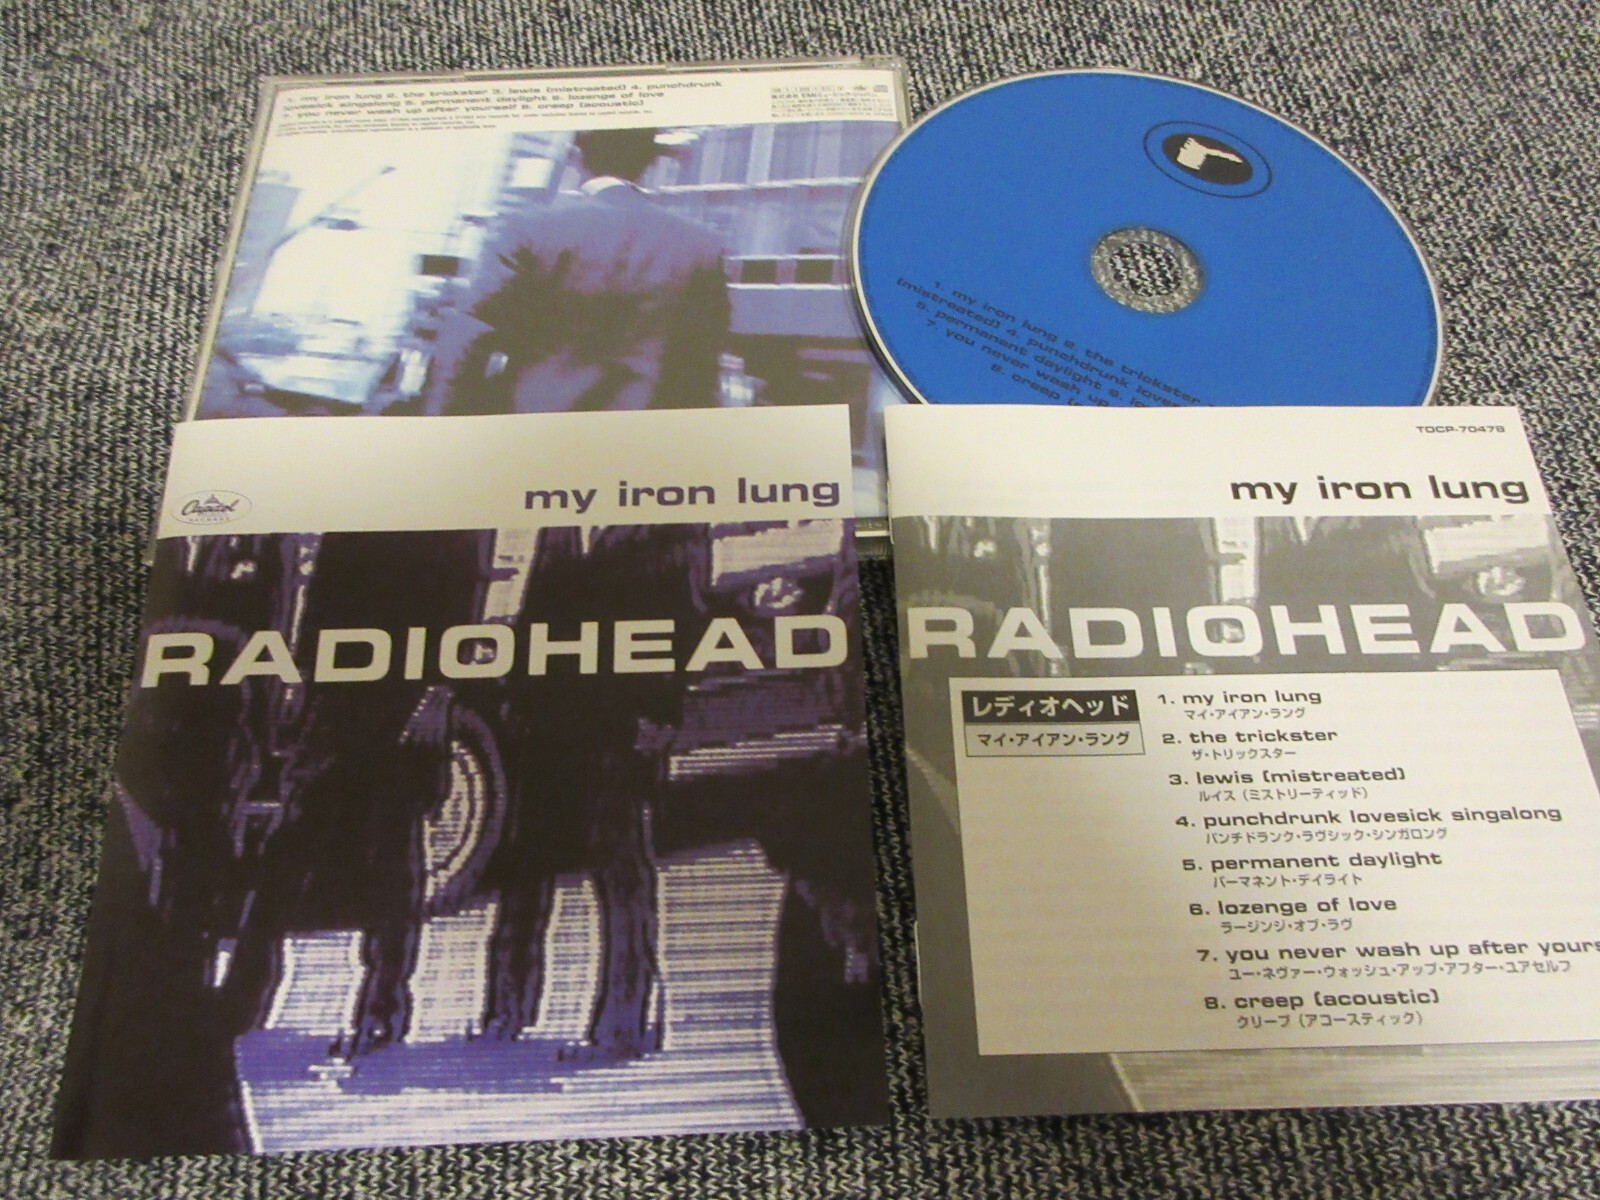 1. my iron lung 2. the trickster 3. lewis (mistreated) 4. punchdrunk
lovesick singalong 5. permanent daylight 6. lozenge of love
7. you never wash up after yourself 8. creep (acoustic)
1. my iron lung 2. the trickster
(mistreated) 4. punchdrunk
5. permanent daylight 6.
7. you never wash up
8. creep
Capitol
RECORDS
my iron lung
RADIOHEAD
TOCP-70478
my iron lung
RADIOHEAD
レディオヘッド
マイ・アイアン・ラング
1. my iron lung
マイ・アイアン・ラング
2. the trickster
ザ・トリックスター
3. lewis (mistreated)
ルイス（ミストリーティッド）
4. punchdrunk lovesick singalong
パンチドランク・ラヴシック・シンガロング
5. permanent daylight
パーマネント・デイライト
6. lozenge of love
ラージンジ・オブ・ラヴ
7. you never wash up after yours
ユー・ネヴァー・ウォッシュ・アップ・アフター・ユアセルフ
8. creep (acoustic)
クリープ（アコースティック）